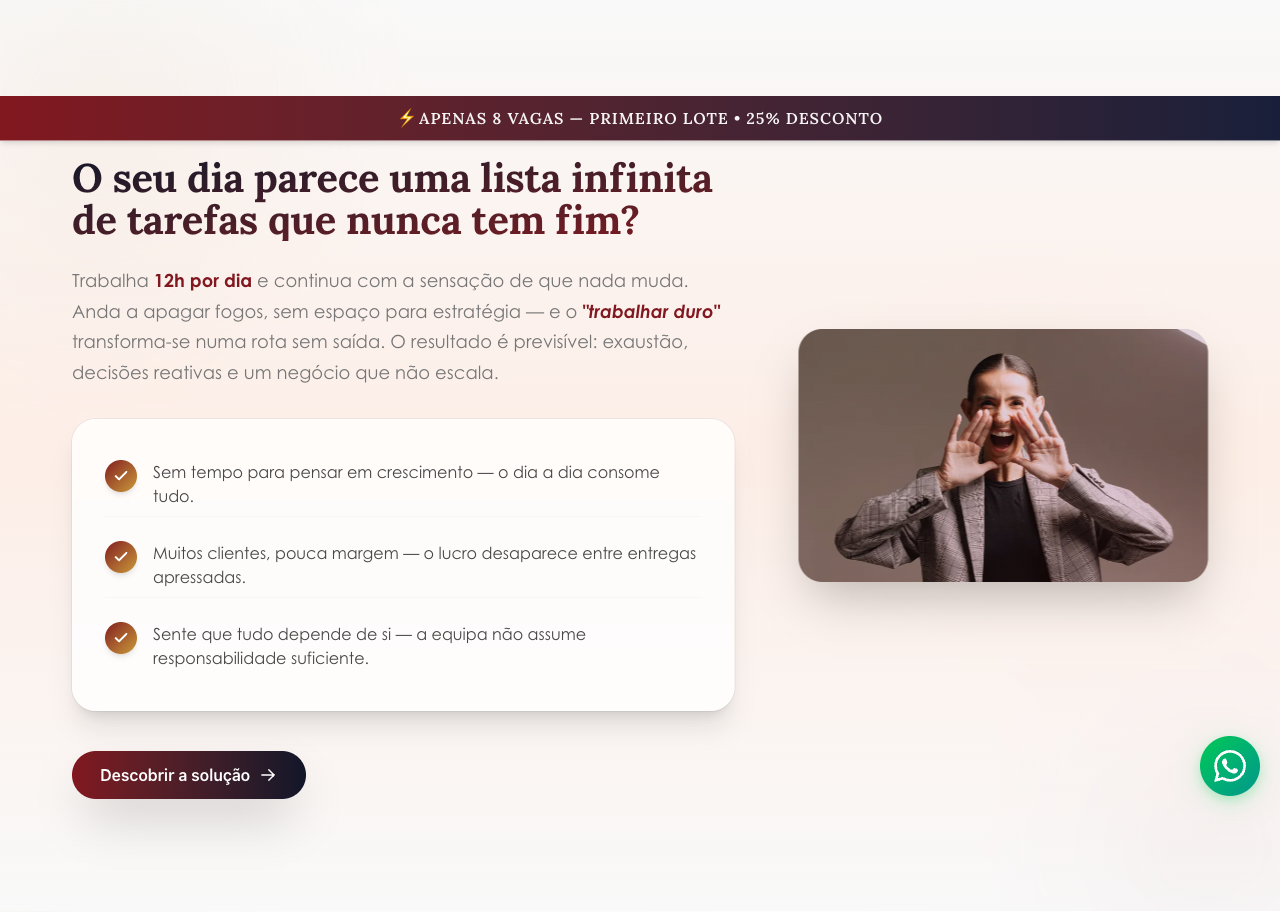 ⚡ APENAS 8 VAGAS — PRIMEIRO LOTE • 25% DESCONTO
O seu dia parece uma lista infinita
de tarefas que nunca tem fim?
Trabalha 12h por dia e continua com a sensação de que nada muda.
Anda a apagar fogos, sem espaço para estratégia — e o "trabalhar duro"
transforma-se numa rota sem saída. O resultado é previsível: exaustão,
decisões reativas e um negócio que não escala.
Sem tempo para pensar em crescimento — o dia a dia consome
tudo.
Muitos clientes, pouca margem — o lucro desaparece entre entregas
apressadas.
Sente que tudo depende de si — a equipa não assume
responsabilidade suficiente.
Descobrir a solução →